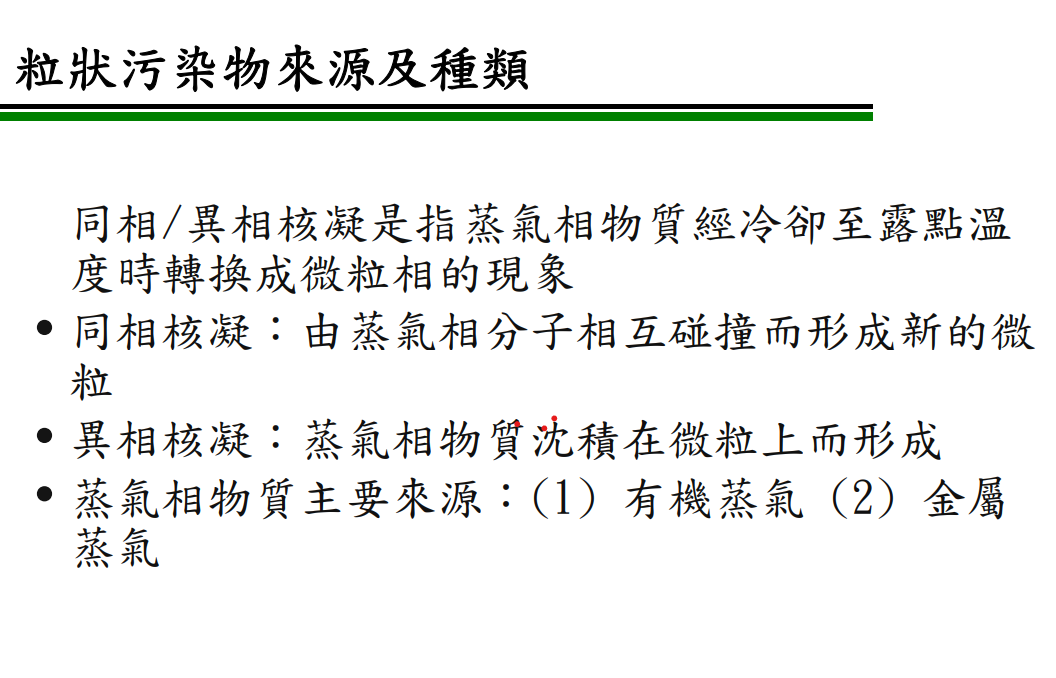 粒狀污染物來源及種類
同相/異相核凝是指蒸氣相物質經冷卻至露點溫
度時轉換成微粒相的現象
• 同相核凝：由蒸氣相分子相互碰撞而形成新的微
粒
• 異相核凝：蒸氣相物質沈積在微粒上而形成
• 蒸氣相物質主要來源：(1) 有機蒸氣 (2) 金屬
蒸氣